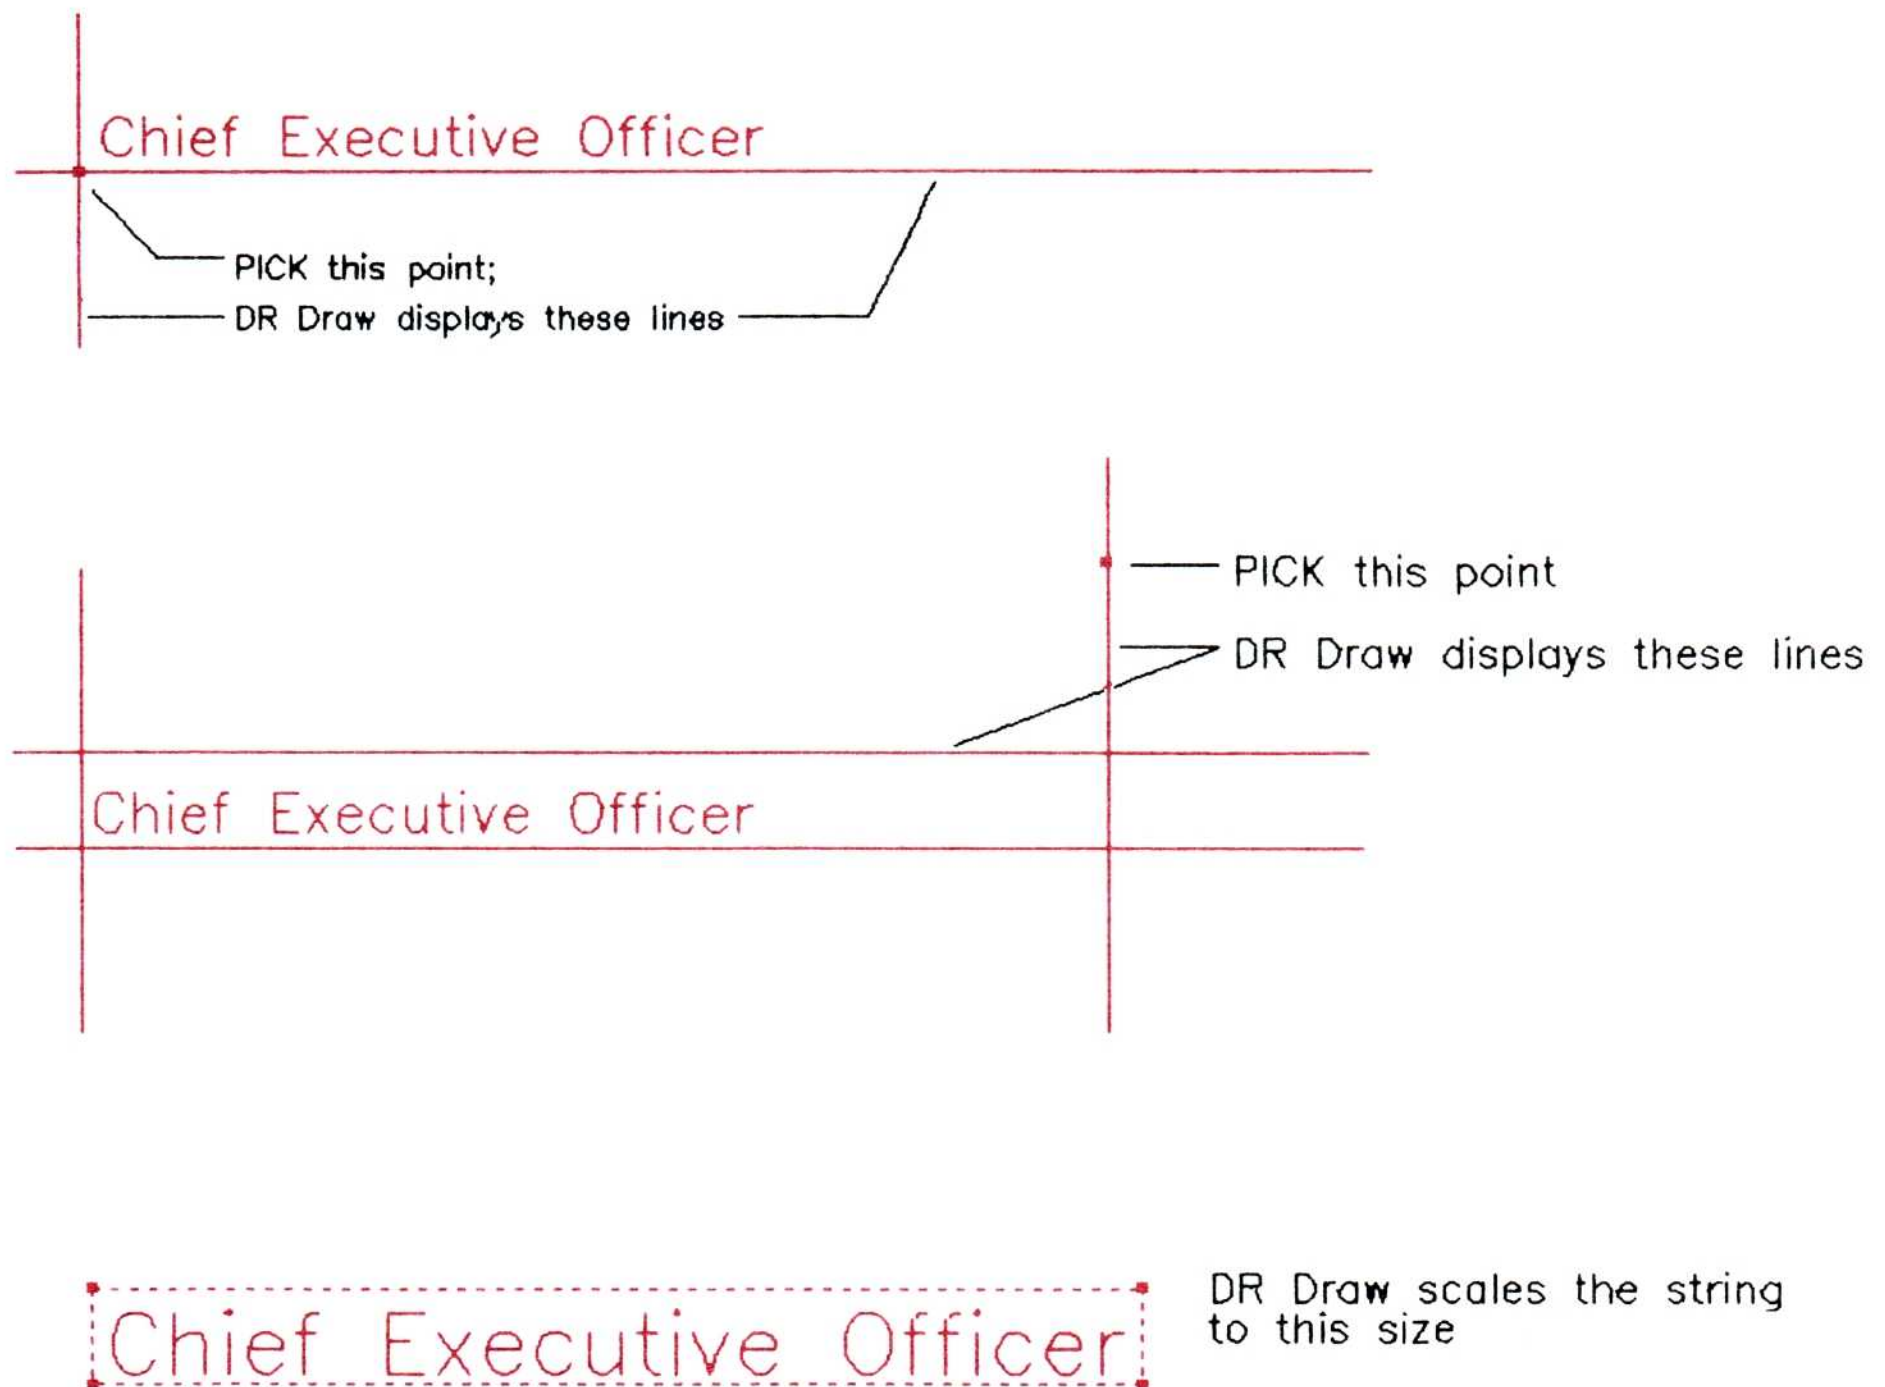 Chief Executive Officer
PICK this point;
DR Draw displays these lines
PICK this point
DR Draw displays these lines
Chief Executive Officer
DR Draw scales the string
to this size
Chief Executive Officer